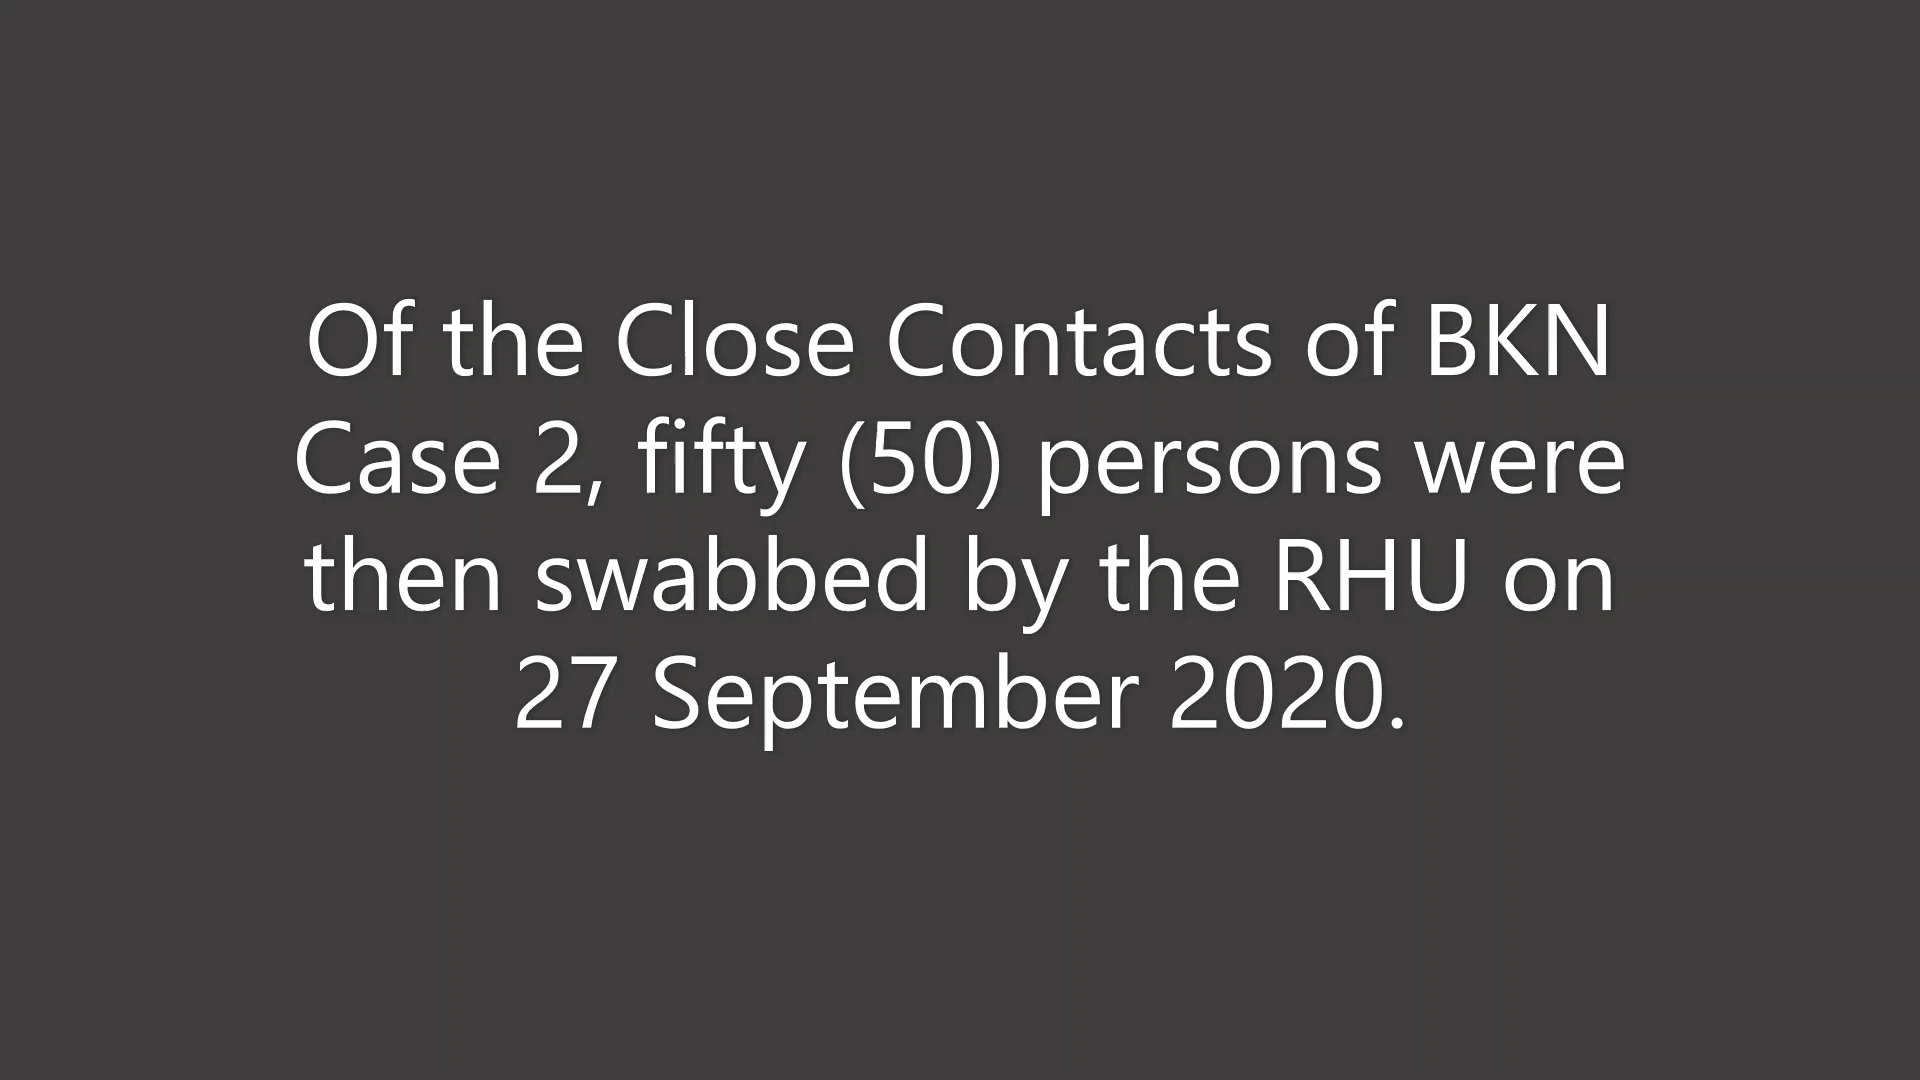 Of the Close Contacts of BKN
Case 2, fifty (50) persons were
then swabbed by the RHU on
27 September 2020.